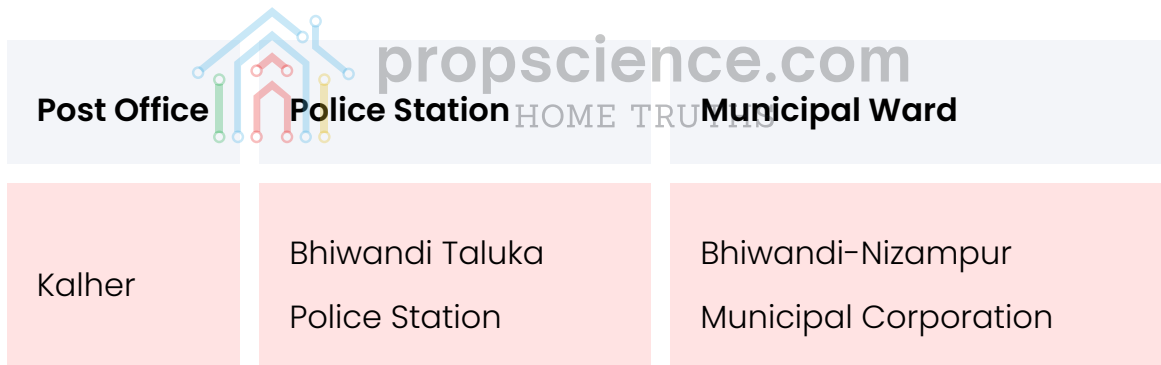 propscience.com
HOME TRUTHS
Post Office Police Station Municipal Ward
Kalher
Bhiwandi Taluka
Police Station
Bhiwandi-Nizampur
Municipal Corporation